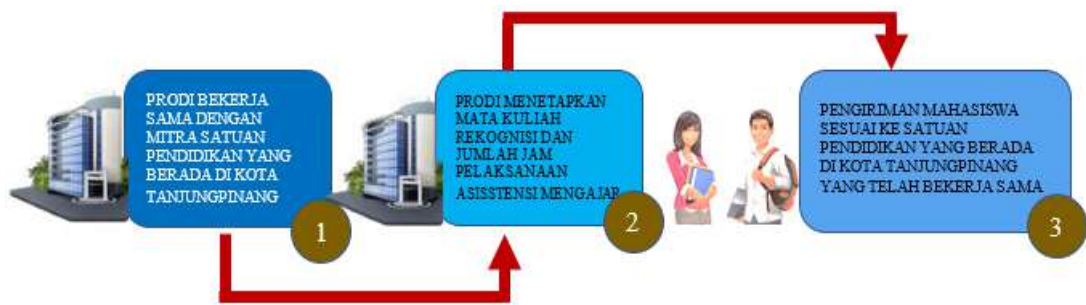 PRODI BEKERJA
SAMA DENGAN
MITRA SATUAN
PENDIDIKAN YANG
BERADA DI KOTA
TANJUNGPINANG
1
PRODI MENETAPKAN
MATA KULIAH
REKOGNISI DAN
JUMLAH JAM
PELAKSANAAN
ASISSTENSI MENGAJAR
2
PENGIRIMAN MAHASISWA
SESUAI KE SATUAN
PENDIDIKAN YANG BERADA
DI KOTA TANJUNGPINANG
YANG TELAH BEKERJA SAMA
3